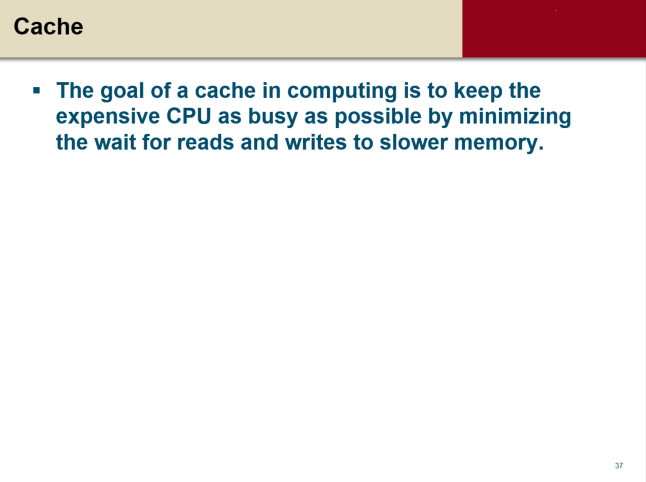 Cache
▪ The goal of a cache in computing is to keep the
expensive CPU as busy as possible by minimizing
the wait for reads and writes to slower memory.
37